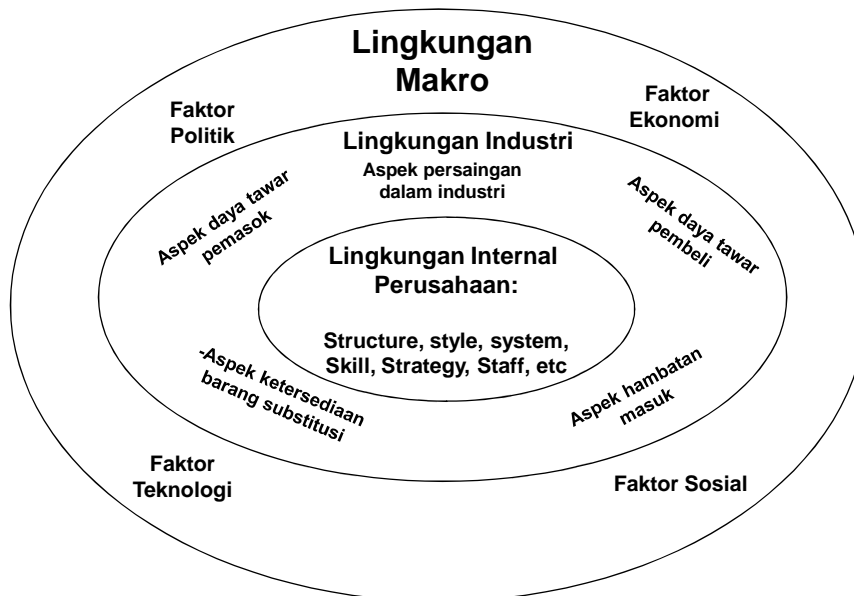 Lingkungan
Makro
Faktor
Politik
Faktor
Ekonomi
Lingkungan Industri
Aspek persaingan
dalam industri
Aspek daya tawar
pemasok
Aspek daya tawar
pembeli
Lingkungan Internal
Perusahaan:
Structure, style, system,
Skill, Strategy, Staff, etc
-Aspek ketersediaan
barang substitusi
Aspek hambatan
masuk
Faktor
Teknologi
Faktor Sosial